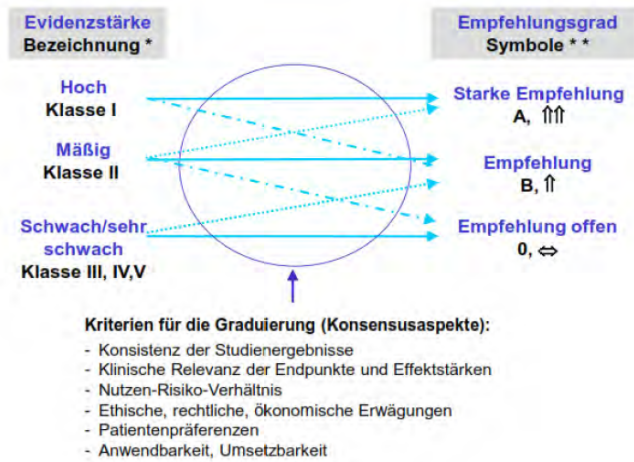 Evidenzstärke
Bezeichnung *
Empfehlungsgrad
Symbole * *
Hoch
Klasse I
Starke Empfehlung
A, ⇑⇑
Mäßig
Klasse II
Empfehlung
B, ⇑
Schwach/sehr
schwach
Klasse III, IV,V
Empfehlung offen
0, ⇔
Kriterien für die Graduierung (Konsensusaspekte):
- Konsistenz der Studienergebnisse
- Klinische Relevanz der Endpunkte und Effektstärken
- Nutzen-Risiko-Verhältnis
- Ethische, rechtliche, ökonomische Erwägungen
- Patientenpräferenzen
- Anwendbarkeit, Umsetzbarkeit